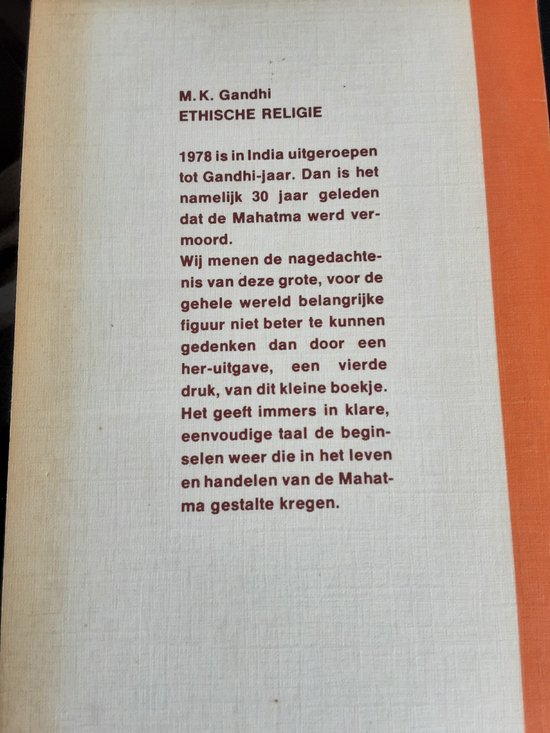 M.K. Gandhi
ETHISCHE RELIGIE
1978 is in India uitgeroepen
tot Gandhi-jaar. Dan is het
namelijk 30 jaar geleden
dat de Mahatma werd ver-
moord.
Wij menen de nagedachte-
nis van deze grote, voor de
gehele wereld belangrijke
figuur niet beter te kunnen
gedenken dan door een
her-uitgave, een vierde
druk, van dit kleine boekje.
Het geeft immers in klare,
eenvoudige taal de begin-
selen weer die in het leven
en handelen van de Mahat-
ma gestalte kregen.